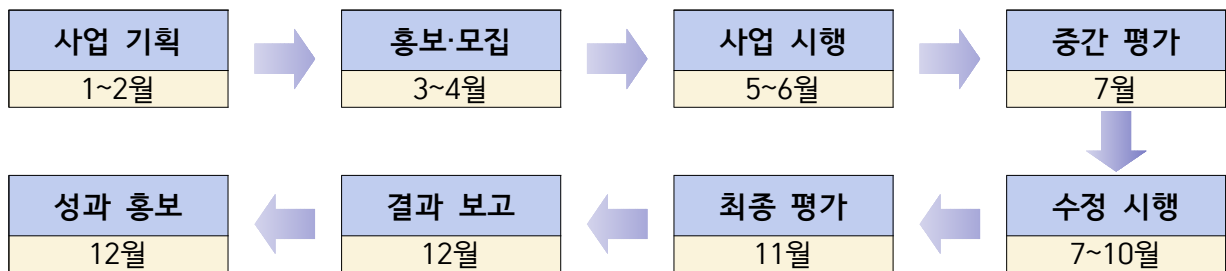 사업 기획
1~2월
홍보·모집
3~4월
사업 시행
5~6월
중간 평가
7월
수정 시행
7~10월
최종 평가
11월
결과 보고
12월
성과 홍보
12월